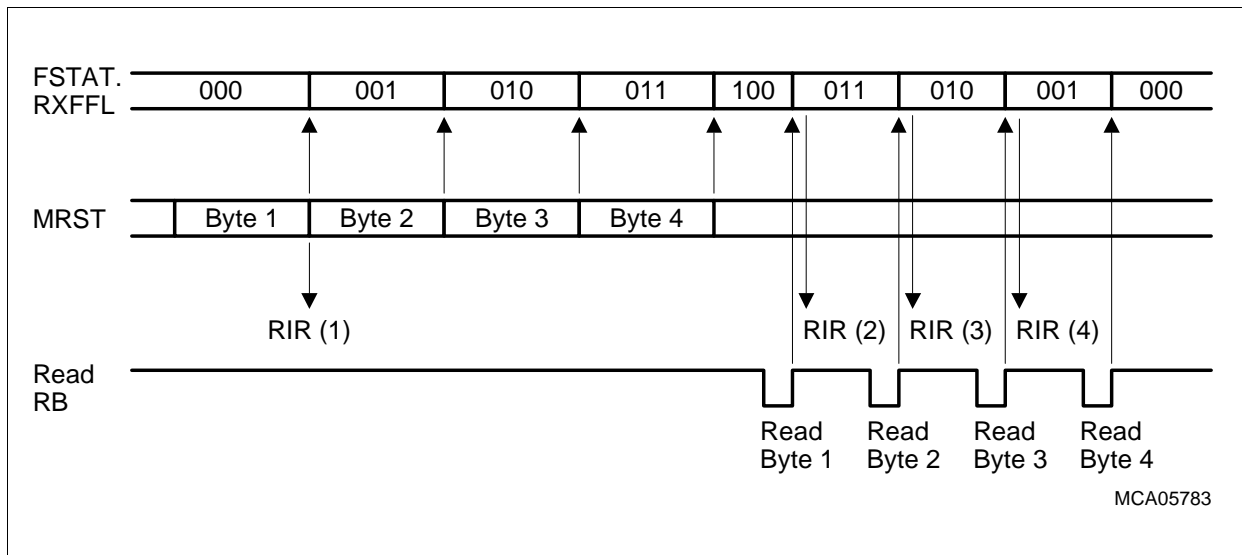 FSTAT.
RXFFL
000 001 010 011 100 011 010 001 000
MRST
Byte 1 Byte 2 Byte 3 Byte 4
RIR (1) RIR (2) RIR (3) RIR (4)
Read
RB
Read Read Read Read
Byte 1 Byte 2 Byte 3 Byte 4
MCA05783